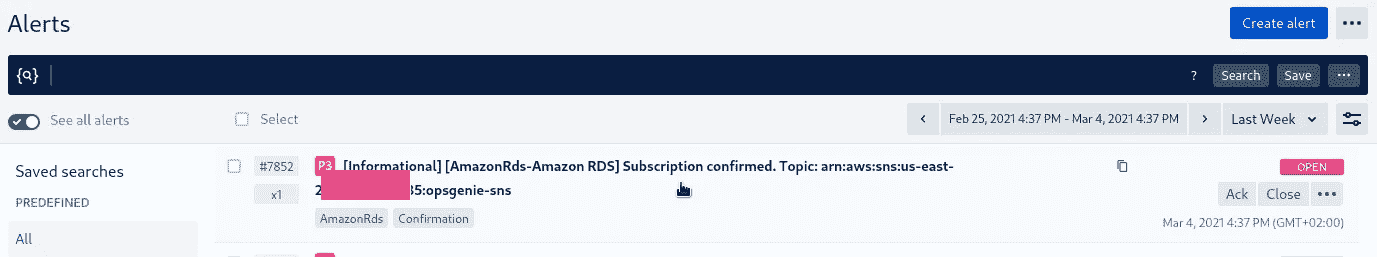 Alerts
Create alert
{ }
?
Search
Save
See all alerts
Select
Feb 25, 2021 4:37 PM - Mar 4, 2021 4:37 PM
Last Week
Saved searches
PREDEFINED
All
#7852
x1
P3
[Informational] [AmazonRds-Amazon RDS] Subscription confirmed. Topic: arn:aws:sns:us-east-
35:opsgenie-sns
AmazonRds
Confirmation
OPEN
Ack
Close
Mar 4, 2021 4:37 PM (GMT+02:00)